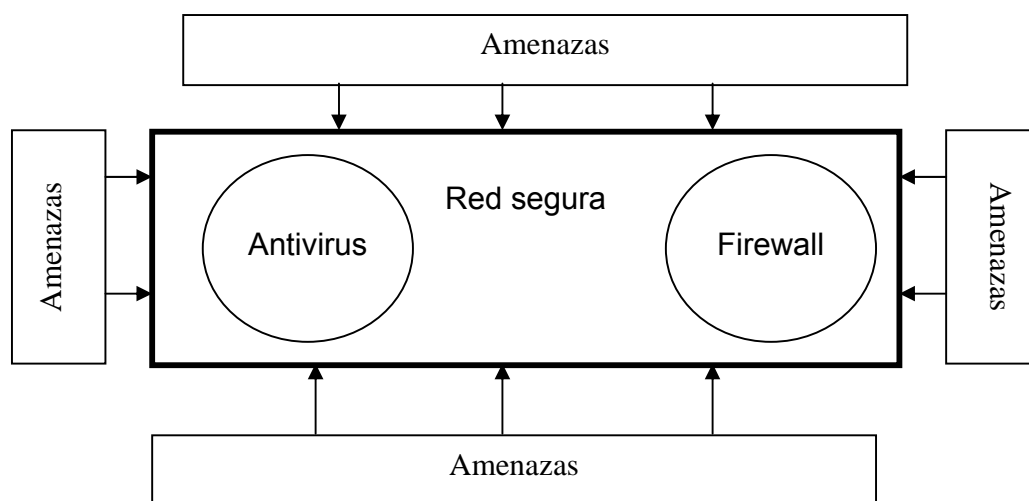 Amenazas
Amenazas
Red segura
Antivirus
Firewall
Amenazas
Amenazas